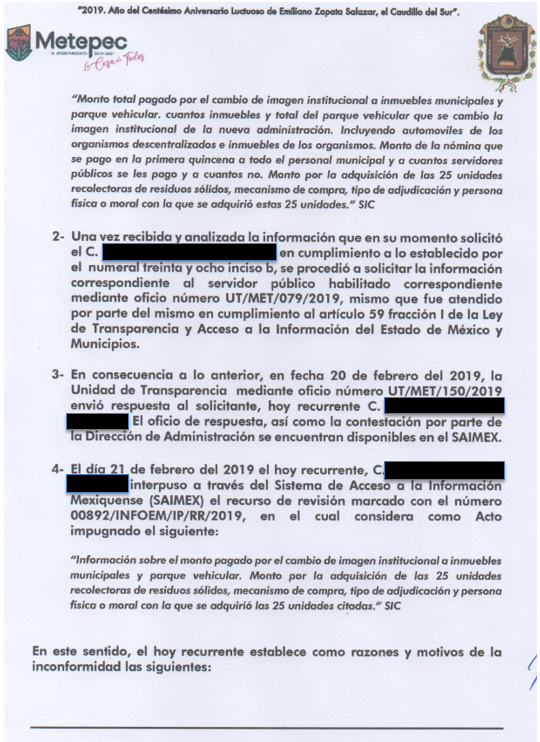 "2019. Año del Centésimo Aniversario Luctuoso de Emiliano Zapata Salazar, el Caudillo del Sur".
Metepec
H. AYUNTAMIENTO 2019-2021
La Casa de Todos
"Monto total pagado por el cambio de imagen institucional a inmuebles municipales y
parque vehicular. cuantos inmuebles y total del parque vehicular que se cambio la
imagen institucional de la nueva administración. Incluyendo automoviles de los
organismos descentralizados e inmuebles de los organismos. Monto de la nómina que
se pago en la primera quincena a todo el personal municipal y a cuantos servidores
públicos se les pago y a cuantos no. Monto por la adquisición de las 25 unidades
recolectoras de residuos sólidos, mecanismo de compra, tipo de adjudicación y persona
física o moral con la que se adquirió estas 25 unidades." SIC
2- Una vez recibida y analizada la información que en su momento solicitó
el C. en cumplimiento a lo establecido por
el numeral treinta y ocho inciso b, se procedió a solicitar la información
correspondiente al servidor público habilitado correspondiente
mediante oficio número UT/MET/079/2019, mismo que fue atendido
por parte del mismo en cumplimiento al artículo 59 fracción I de la Ley
de Transparencia y Acceso a la Información del Estado de México y
Municipios.
3- En consecuencia a lo anterior, en fecha 20 de febrero del 2019, la
Unidad de Transparencia mediante oficio número UT/MET/150/2019
envió respuesta al solicitante, hoy recurrente C.
El oficio de respuesta, así como la contestación por parte de
la Dirección de Administración se encuentran disponibles en el SAIMEX.
4- El día 21 de febrero del 2019 el hoy recurrente, C.
interpuso a través del Sistema de Acceso a la Información
Mexiquense (SAIMEX) el recurso de revisión marcado con el número
00892/INFOEM/IP/RR/2019, en el cual considera como Acto
impugnado el siguiente:
"Información sobre el monto pagado por el cambio de imagen institucional a inmuebles
municipales y parque vehicular. Monto por la adquisición de las 25 unidades
recolectoras de residuos sólidos, mecanismo de compra, tipo de adjudicación y persona
física o moral con la que se adquirió las 25 unidades citadas." SIC
En este sentido, el hoy recurrente establece como razones y motivos de la
inconformidad las siguientes: